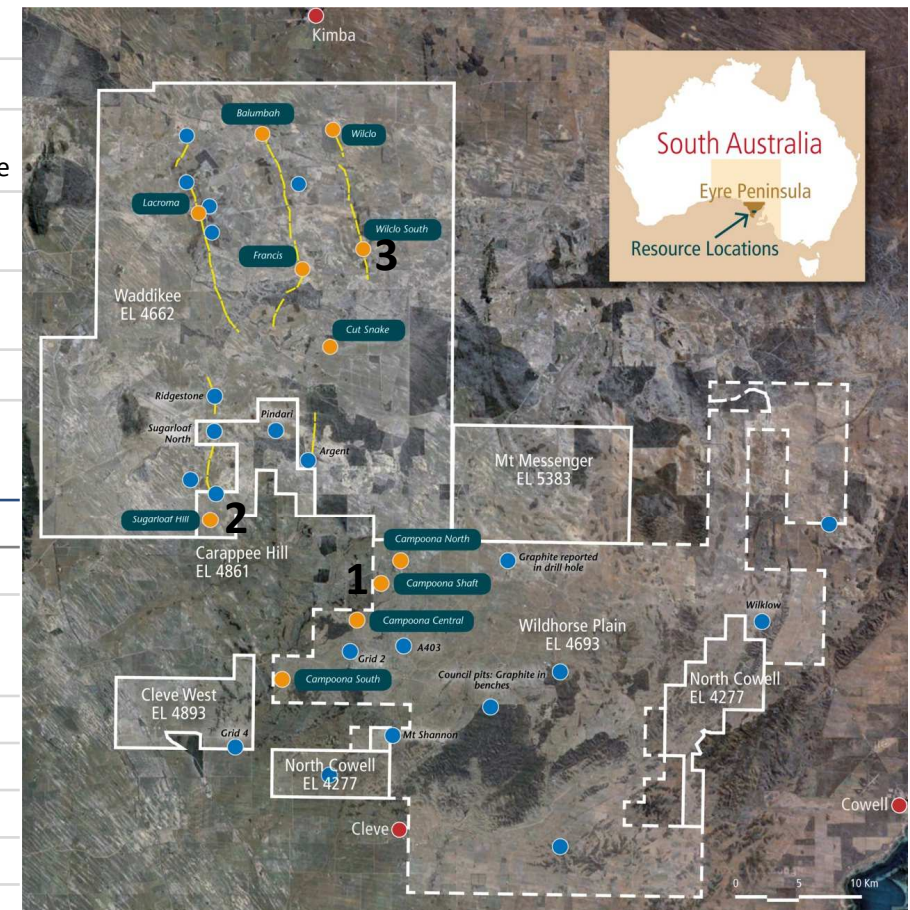 Kimba
Balumbah
Wilclo
South Australia
Eyre Peninsula
Resource Locations
e
Lacroma
Wilclo South
3
Francis
Waddikee
EL 4662
Cut Snake
Ridgestone
Pindari
Sugarloaf
North
Argent
Mt Messenger
EL 5383
Sugarloaf Hill
2
Carappee Hill
EL 4861
Campoona North
Graphite reported
in drill hole
1
Campoona Shaft
Campoona Central
Wilklow
Wildhorse Plain
EL 4693
A403
Grid 2
Campoona South
Council pits: Graphite in
benches
North Cowell
EL 4277
Cleve West
EL 4893
Grid 4
Mt Shannon
North Cowell
EL 4277
Cleve
Cowell
0 5 10 Km